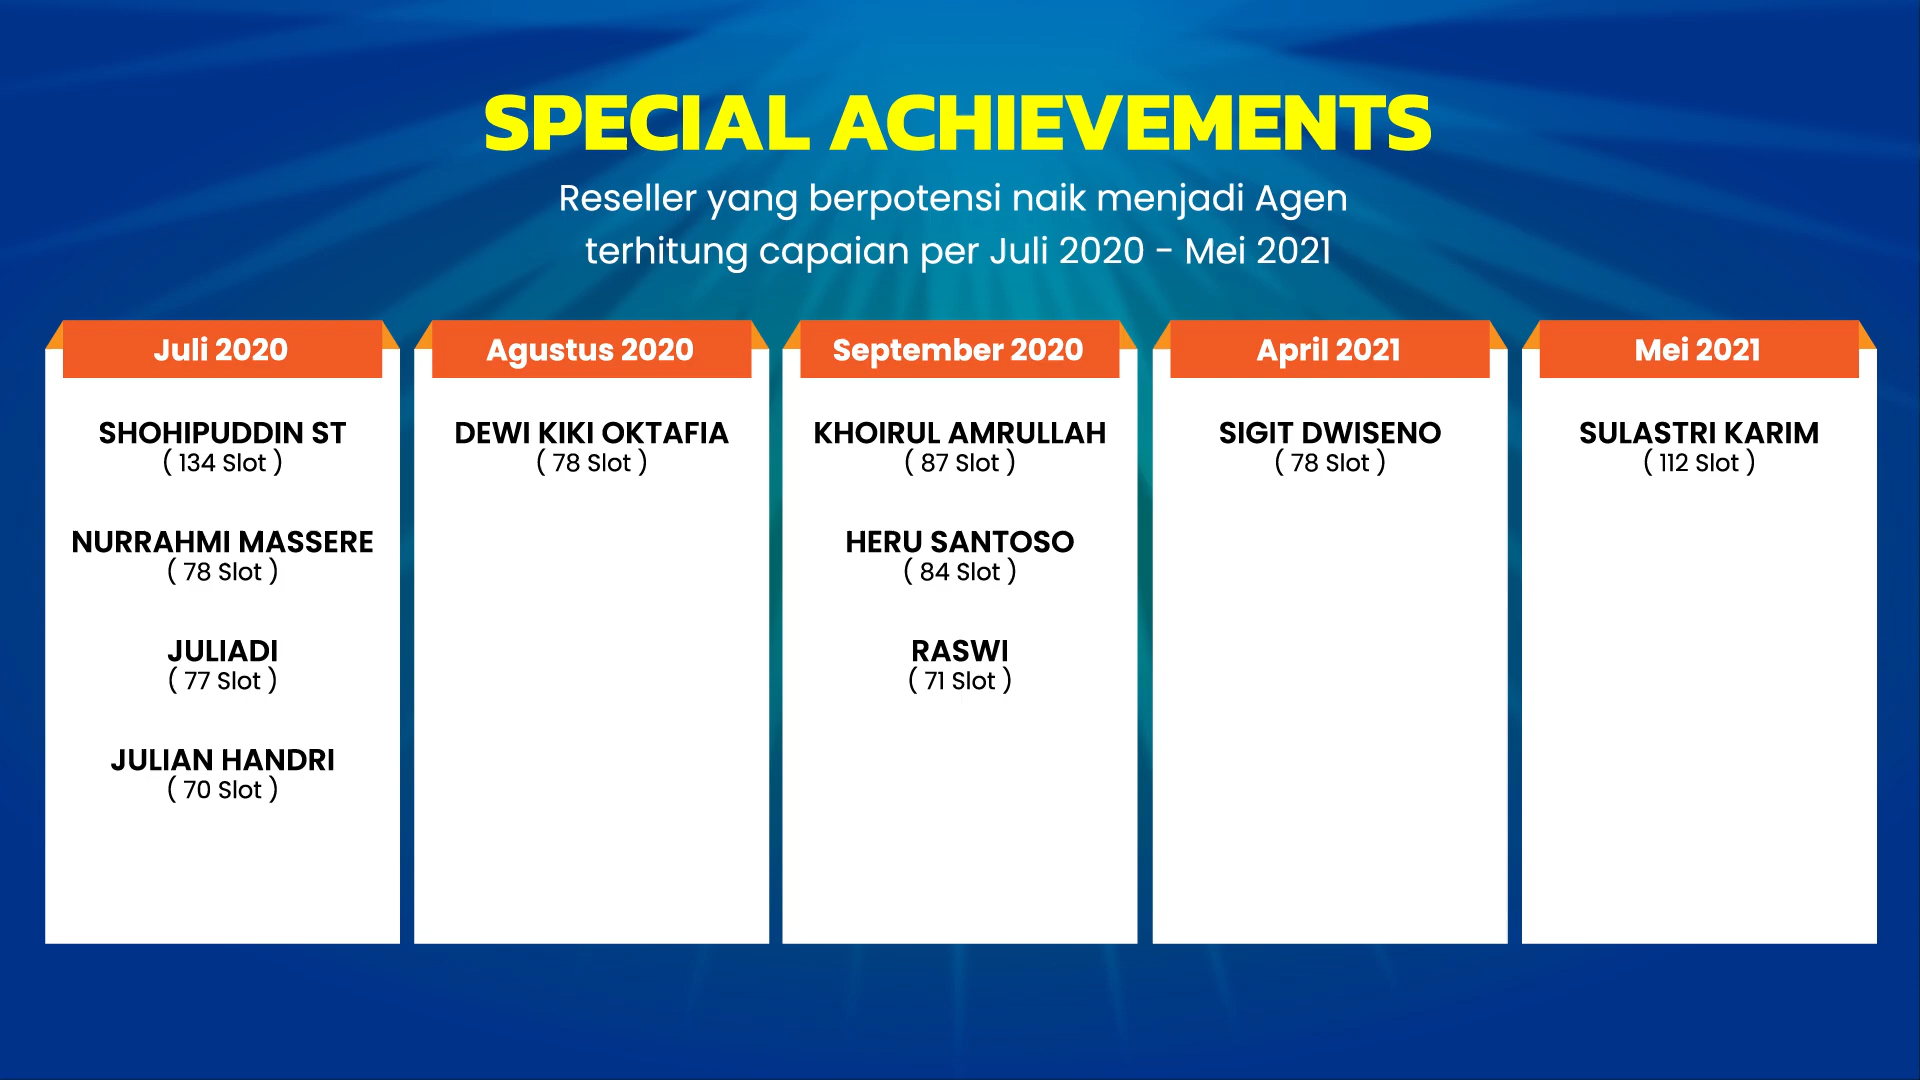 SPECIAL ACHIEVEMENTS
Reseller yang berpotensi naik menjadi Agen
terhitung capaian per Juli 2020 - Mei 2021
Juli 2020
SHOHIPUDDIN ST
( 134 Slot )
NURRAHMI MASSERE
( 78 Slot )
JULIADI
( 77 Slot )
JULIAN HANDRI
( 70 Slot )
Agustus 2020
DEWI KIKI OKTAFIA
( 78 Slot )
September 2020
KHOIRUL AMRULLAH
( 87 Slot )
HERU SANTOSO
( 84 Slot )
RASWI
( 71 Slot )
April 2021
SIGIT DWISENO
( 78 Slot )
Mei 2021
SULASTRI KARIM
( 112 Slot )